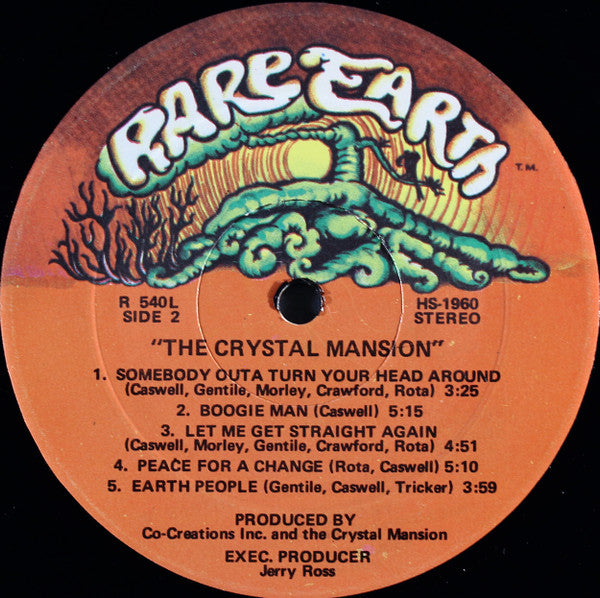 RARE EARTH
T.M.
R 540L
SIDE 2
HS-1960
STEREO
"THE CRYSTAL MANSION"
1. SOMEBODY OUTA TURN YOUR HEAD AROUND
(Caswell, Gentile, Morley, Crawford, Rota) 3:25
2. BOOGIE MAN (Caswell) 5:15
3. LET ME GET STRAIGHT AGAIN
(Caswell, Morley, Gentile, Crawford, Rota) 4:51
4. PEACE FOR A CHANGE (Rota, Caswell) 5:10
5. EARTH PEOPLE (Gentile, Caswell, Tricker) 3:59
PRODUCED BY
Co-Creations Inc. and the Crystal Mansion
EXEC. PRODUCER
Jerry Ross